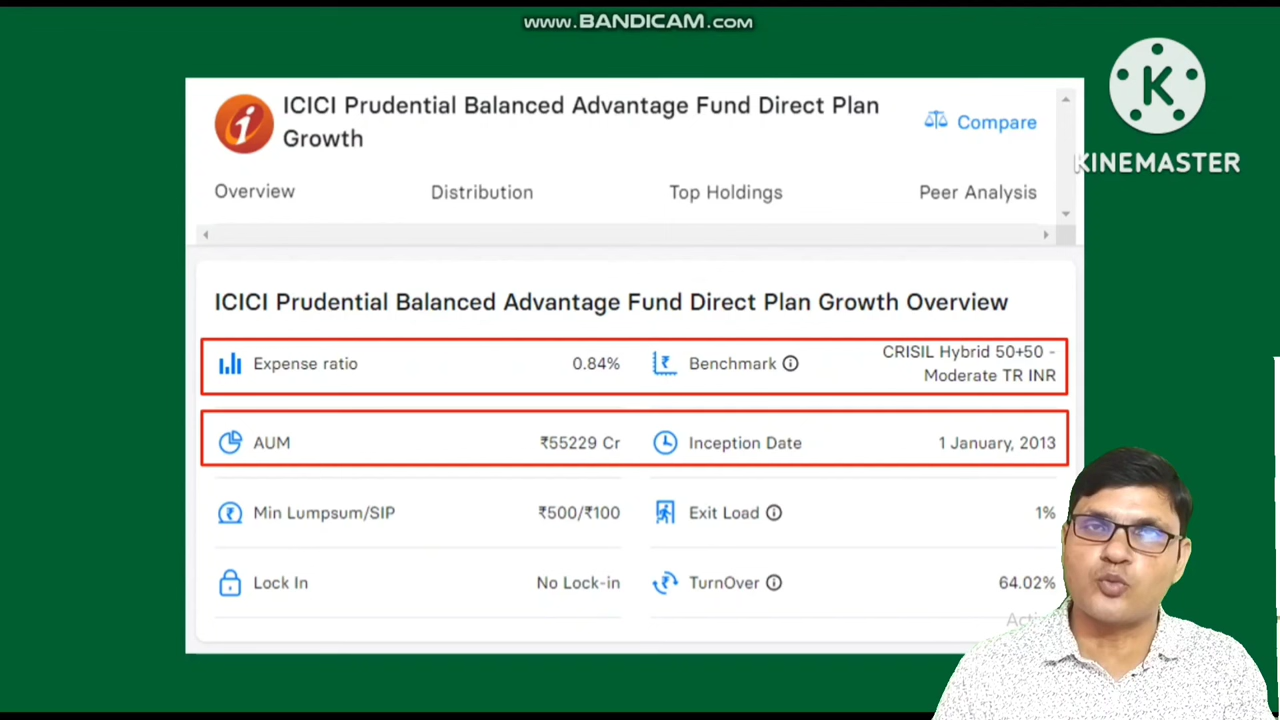 www.BANDICAM.com
ICICI Prudential Balanced Advantage Fund Direct Plan
Growth
Compare
KINEMASTER
Overview
Distribution
Top Holdings
Peer Analysis
ICICI Prudential Balanced Advantage Fund Direct Plan Growth Overview
Expense ratio
0.84%
Benchmark
CRISIL Hybrid 50+50 -
Moderate TR INR
AUM
₹55229 Cr
Inception Date
1 January, 2013
Min Lumpsum/SIP
₹500/₹100
Exit Load
1%
Lock In
No Lock-in
TurnOver
64.02%